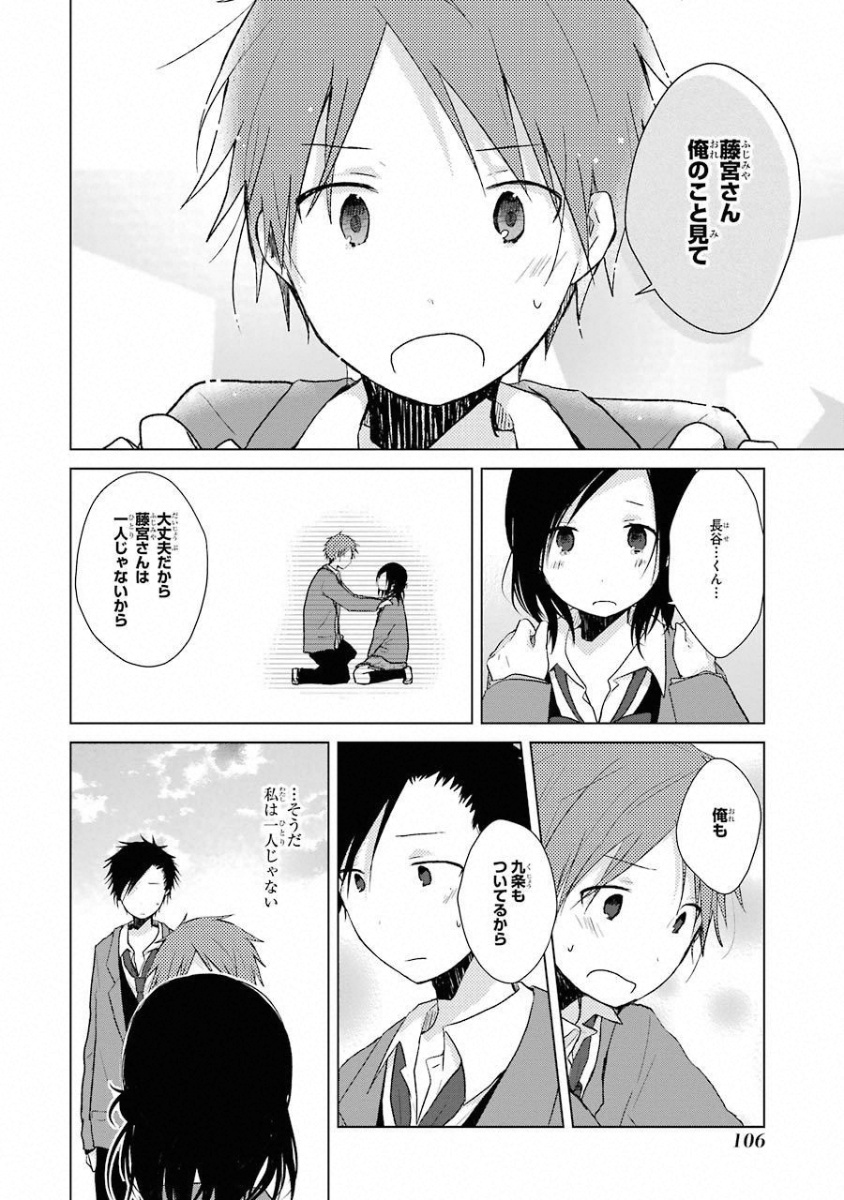 藤宮さん
俺のこと見て
長谷…くん…
大丈夫だから
藤宮さんは
一人じゃないから
俺も
九条も
ついてるから
…そうだ
私は一人じゃない
106